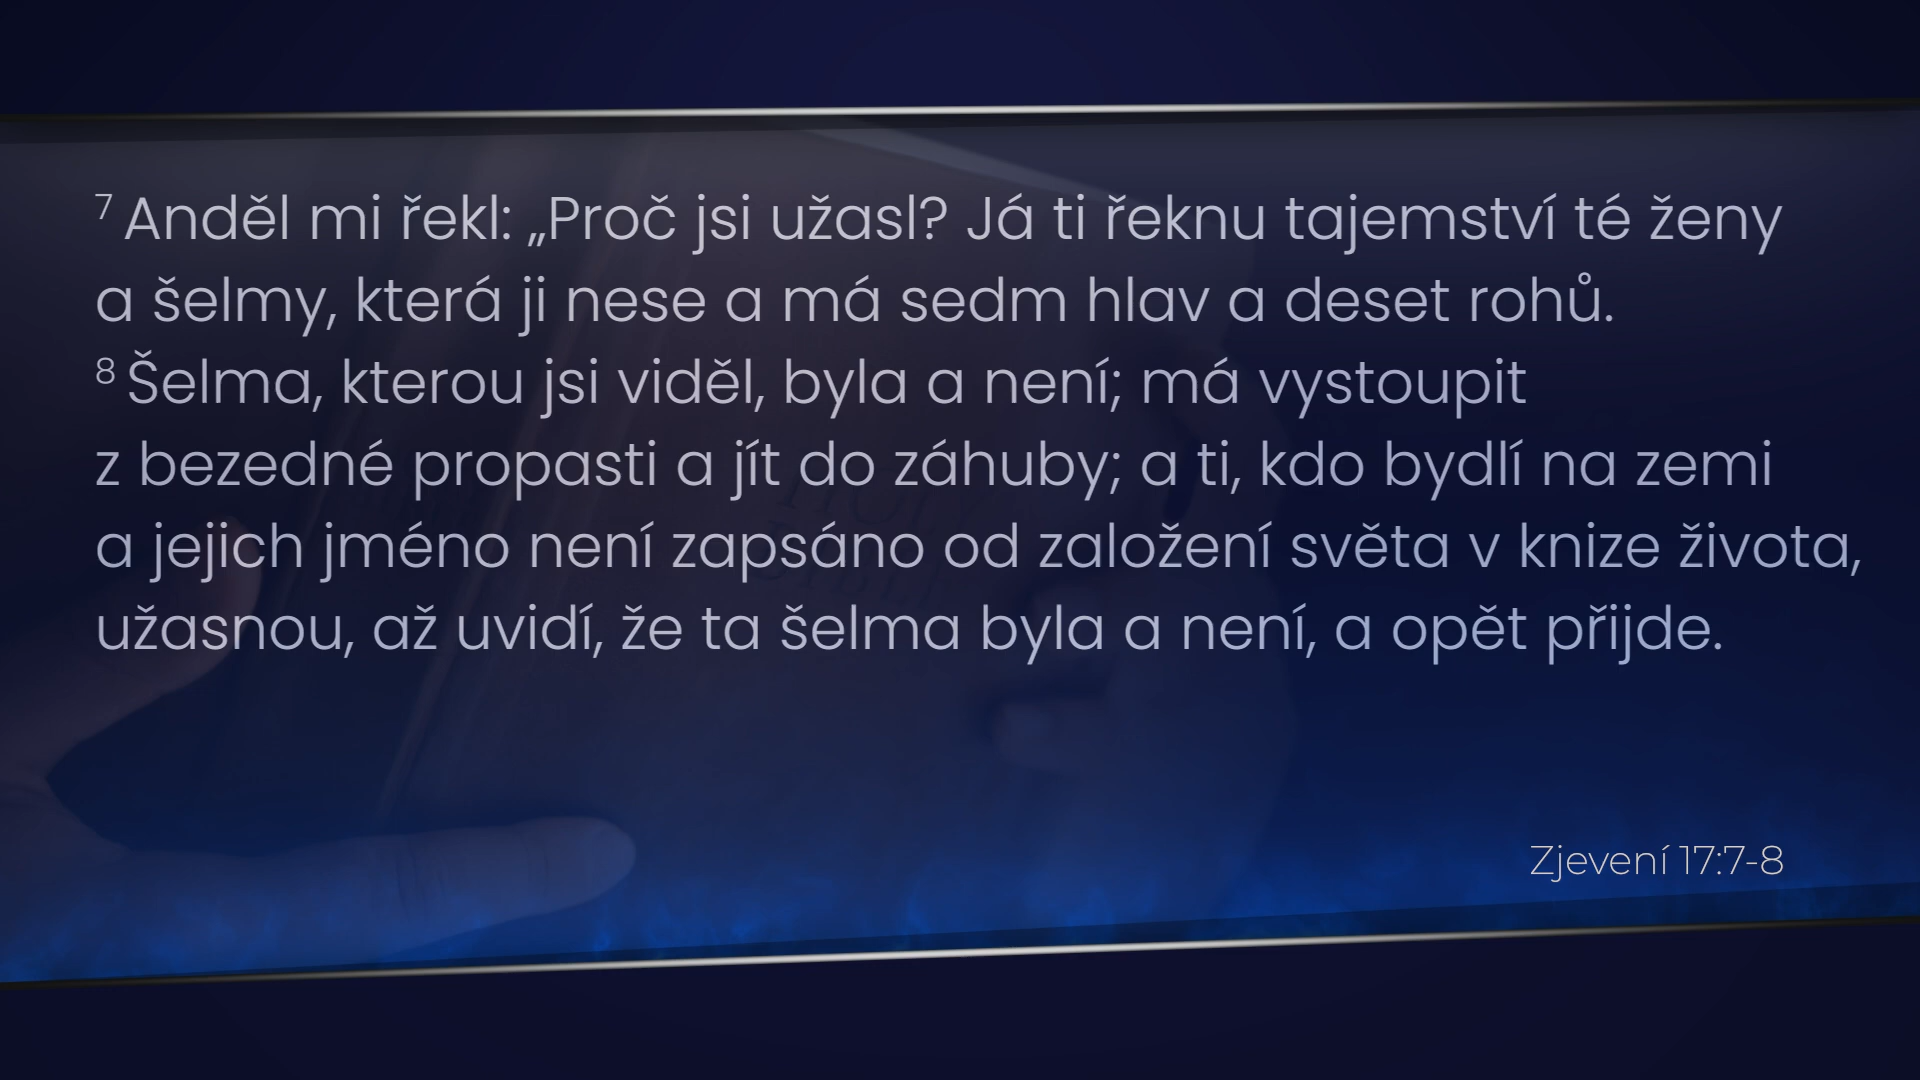 7 Anděl mi řekl: „Proč jsi užasl? Já ti řeknu tajemství té ženy
a šelmy, která ji nese a má sedm hlav a deset rohů.
8 Šelma, kterou jsi viděl, byla a není; má vystoupit
z bezedné propasti a jít do záhuby; a ti, kdo bydlí na zemi
a jejich jméno není zapsáno od založení světa v knize života,
užasnou, až uvidí, že ta šelma byla a není, a opět přijde.
Zjevení 17:7-8